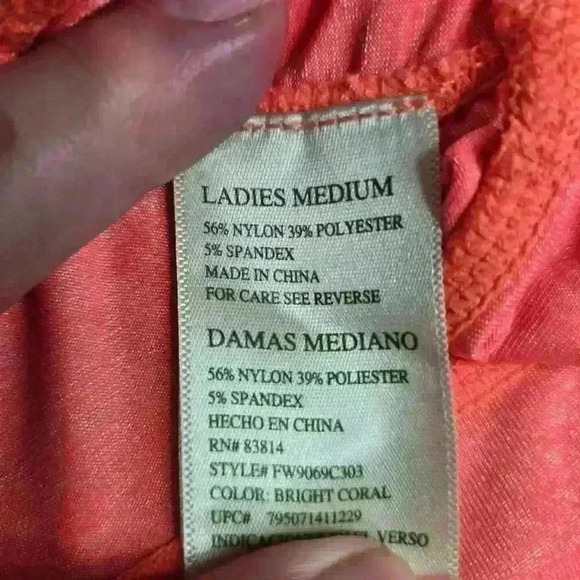 LADIES MEDIUM
56% NYLON 39% POLYESTER
5% SPANDEX
MADE IN CHINA
FOR CARE SEE REVERSE
DAMAS MEDIANO
56% NYLON 39% POLIESTER
5% SPANDEX
HECHO EN CHINA
RN# 83814
STYLE# FW9069C303
COLOR: BRIGHT CORAL
UPC# 795071411229
VERSO